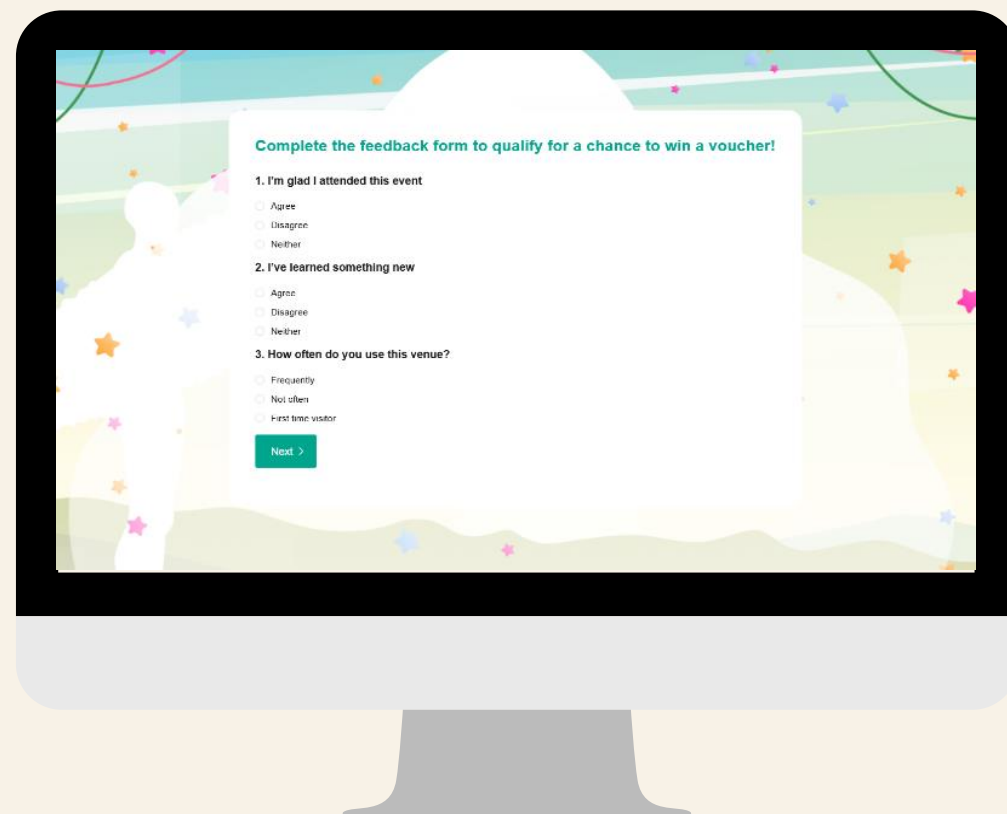 Complete the feedback form to qualify for a chance to win a voucher!
1. I'm glad I attended this event
Agree
Disagree
Neither
2. I've learned something new
Agree
Disagree
Neither
3. How often do you use this venue?
Frequently
Not often
First time visitor
Next >